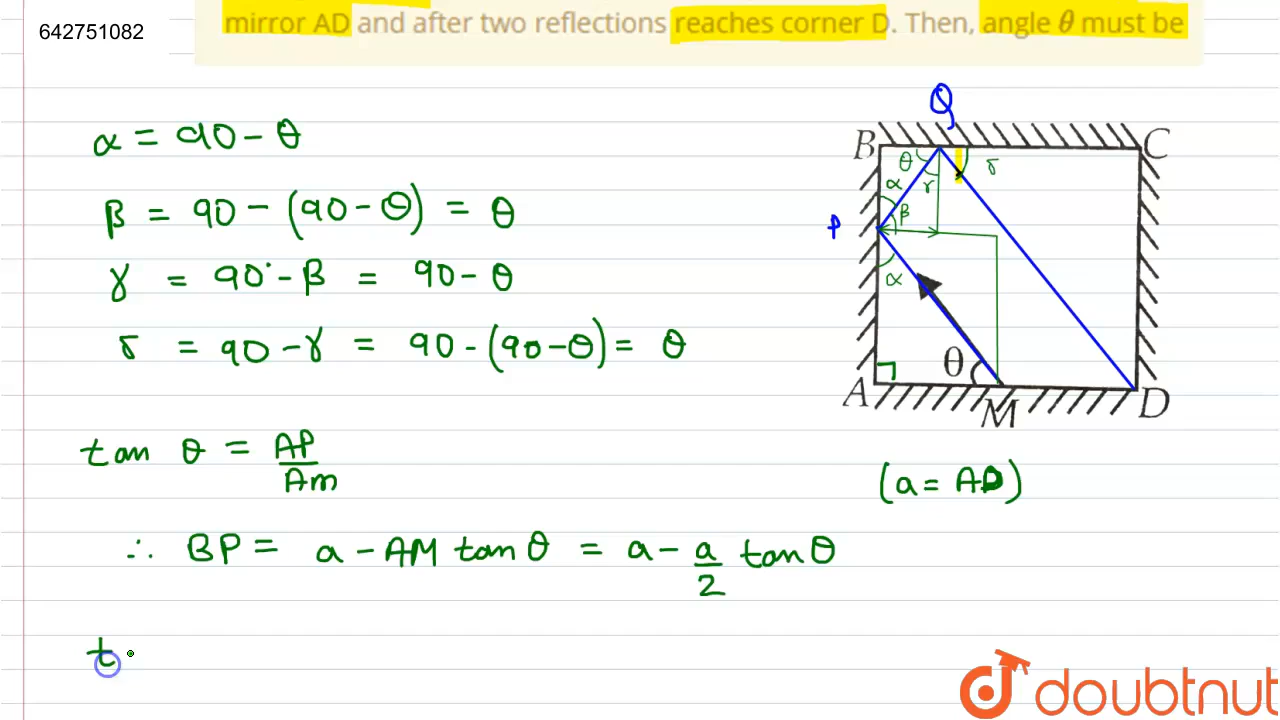 642751082
mirror AD and after two reflections reaches corner D. Then, angle θ must be
α = 90 - θ
β = 90 - (90 - θ) = θ
γ = 90° - β = 90 - θ
δ = 90 - γ = 90 - (90 - θ) = θ
tan θ = AP/Am
∴ BP = a - AM tan θ = a - a/2 tan θ
t
Q
B
C
θ
δ
α
γ
β
P
α
θ
A
M
D
(a = AD)
doubtnut